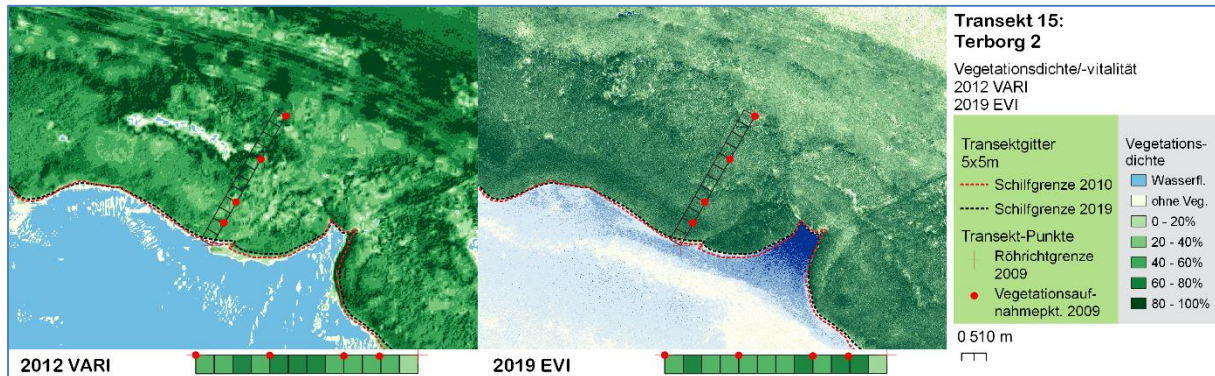 2012 VARI
2019 EVI
Transekt 15:
Terborg 2
Vegetationsdichte/-vitalität
2012 VARI
2019 EVI
Transektgitter
5x5m
Schilfgrenze 2010
Schilfgrenze 2019
Transekt-Punkte
Röhrichtgrenze
2009
Vegetationsauf-
nahmepkt. 2009
Vegetations-
dichte
Wasserfl.
ohne Veg.
0 - 20%
20 - 40%
40 - 60%
60 - 80%
80 - 100%
0 510 m